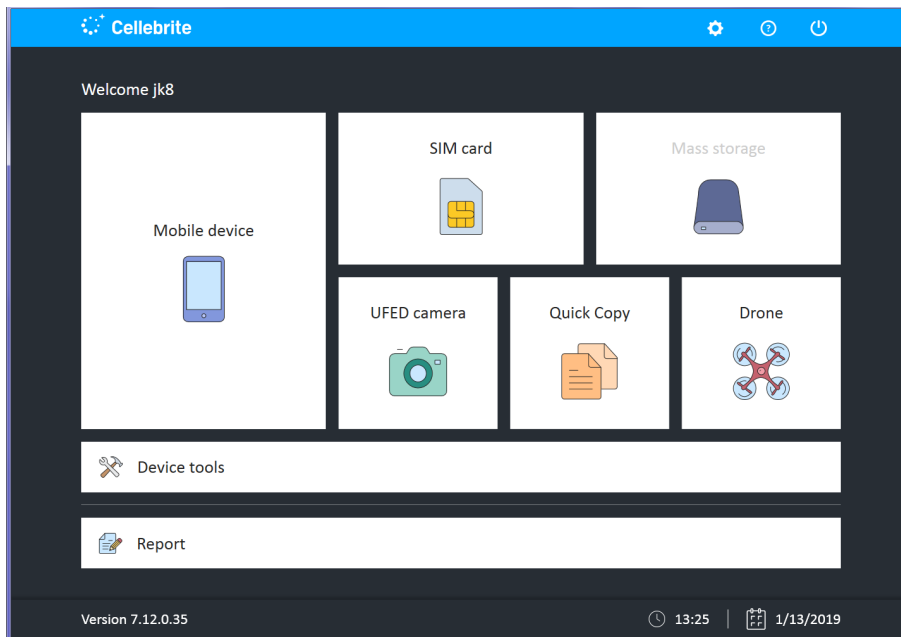 Cellebrite
Welcome jk8
Mobile device
SIM card
Mass storage
UFED camera
Quick Copy
Drone
Device tools
Report
Version 7.12.0.35
13:25
1/13/2019